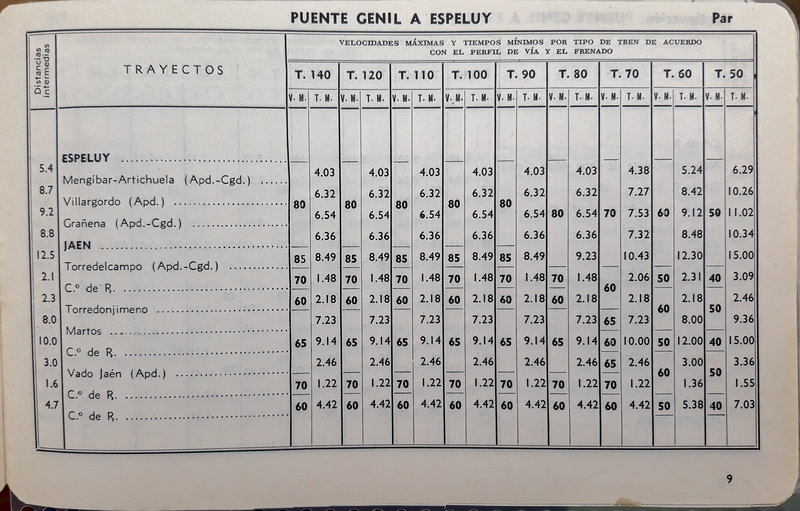 PUENTE GENIL A ESPELUY Par
Distancias intermedias
TRAYECTOS
VELOCIDADES MÁXIMAS Y TIEMPOS MÍNIMOS POR TIPO DE TREN DE ACUERDO
CON EL PERFIL DE VÍA Y EL FRENADO
T. 140 T. 120 T. 110 T. 100 T. 90 T. 80 T. 70 T. 60 T. 50
V. M. T. M. V. M. T. M. V. M. T. M. V. M. T. M. V. M. T. M. V. M. T. M. V. M. T. M. V. M. T. M. V. M. T. M.
ESPELUY
5.4 4.03 4.03 4.03 4.03 4.03 4.03 4.38 5.24 6.29
Mengíbar-Artichuela (Apd.-Cgd.)
8.7 6.32 6.32 6.32 6.32 6.32 6.32 7.27 8.42 10.26
Villargordo (Apd.) 80 80 80 80 80
9.2 6.54 6.54 6.54 6.54 6.54 80 6.54 70 7.53 60 9.12 50 11.02
Grañena (Apd.-Cgd.)
8.8 6.36 6.36 6.36 6.36 6.36 6.36 7.32 8.48 10.34
JAEN
12.5 85 8.49 85 8.49 85 8.49 85 8.49 85 8.49 9.23 10.43 12.30 15.00
Torredelcampo (Apd.-Cgd.)
2.1 70 1.48 70 1.48 70 1.48 70 1.48 70 1.48 70 1.48 2.06 50 2.31 40 3.09
C.º de R. 60
2.3 60 2.18 60 2.18 60 2.18 60 2.18 60 2.18 60 2.18 2.18 2.18 2.46
Torredonjimeno 60 50
8.0 7.23 7.23 7.23 7.23 7.23 7.23 65 7.23 8.00 9.36
Martos
10.0 65 9.14 65 9.14 65 9.14 65 9.14 65 9.14 65 9.14 60 10.00 50 12.00 40 15.00
C.º de R.
3.0 2.46 2.46 2.46 2.46 2.46 2.46 65 2.46 3.00 3.36
Vado Jaén (Apd.) 60 50
1.6 70 1.22 70 1.22 70 1.22 70 1.22 70 1.22 70 1.22 70 1.22 1.36 1.55
C.º de R.
4.7 60 4.42 60 4.42 60 4.42 60 4.42 60 4.42 60 4.42 60 4.42 50 5.38 40 7.03
C.º de R.
9